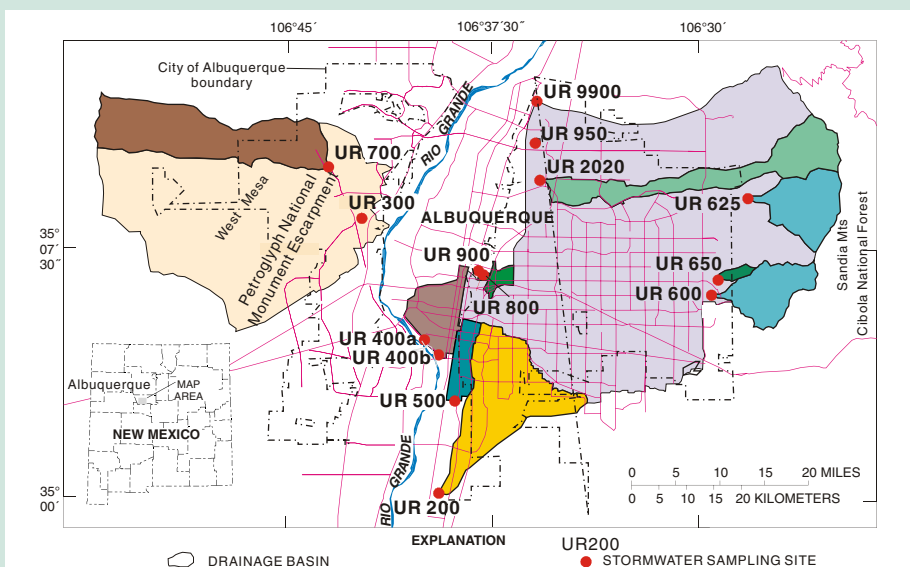 106°45´
106°37´30˝
106°30´
City of Albuquerque
boundary
RIO GRANDE
UR 9900
UR 950
UR 700
UR 2020
West Mesa
Petroglyph National
Monument Escarpment
UR 300
ALBUQUERQUE
UR 625
35°
07´
30˝
UR 900
UR 650
UR 600
UR 800
Sandia Mts
Cibola National Forest
UR 400a
UR 400b
Albuquerque
MAP
AREA
NEW MEXICO
UR 500
RIO GRANDE
0 5 10 15 20 MILES
0 5 10 15 20 KILOMETERS
35°
00´
UR 200
EXPLANATION
DRAINAGE BASIN
UR200
STORMWATER SAMPLING SITE